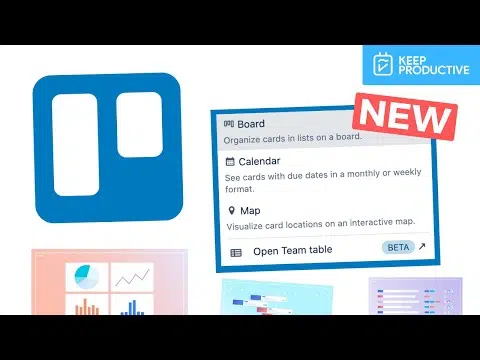 KEEP
PRODUCTIVE
NEW
Board
Organize cards in lists on a board.
Calendar
See cards with due dates in a monthly or weekly
format.
Map
Visualize card locations on an interactive map.
Open Team table
BETA